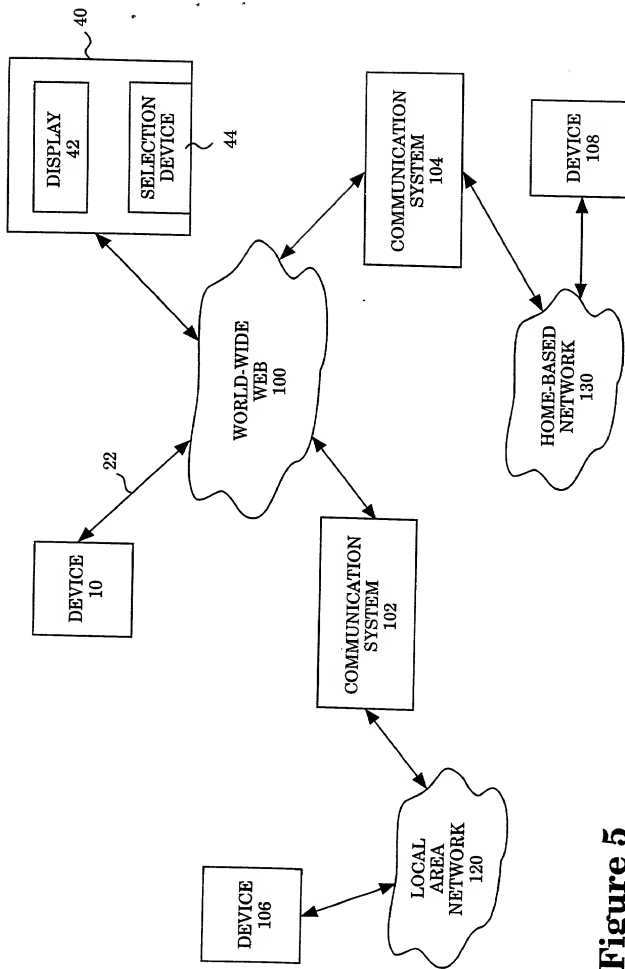 40
DISPLAY
42
SELECTION
DEVICE
44
DEVICE
10
22
WORLD-WIDE
WEB
100
COMMUNICATION
SYSTEM
104
DEVICE
108
HOME-BASED
NETWORK
130
COMMUNICATION
SYSTEM
102
LOCAL
AREA
NETWORK
120
DEVICE
106
Figure 5